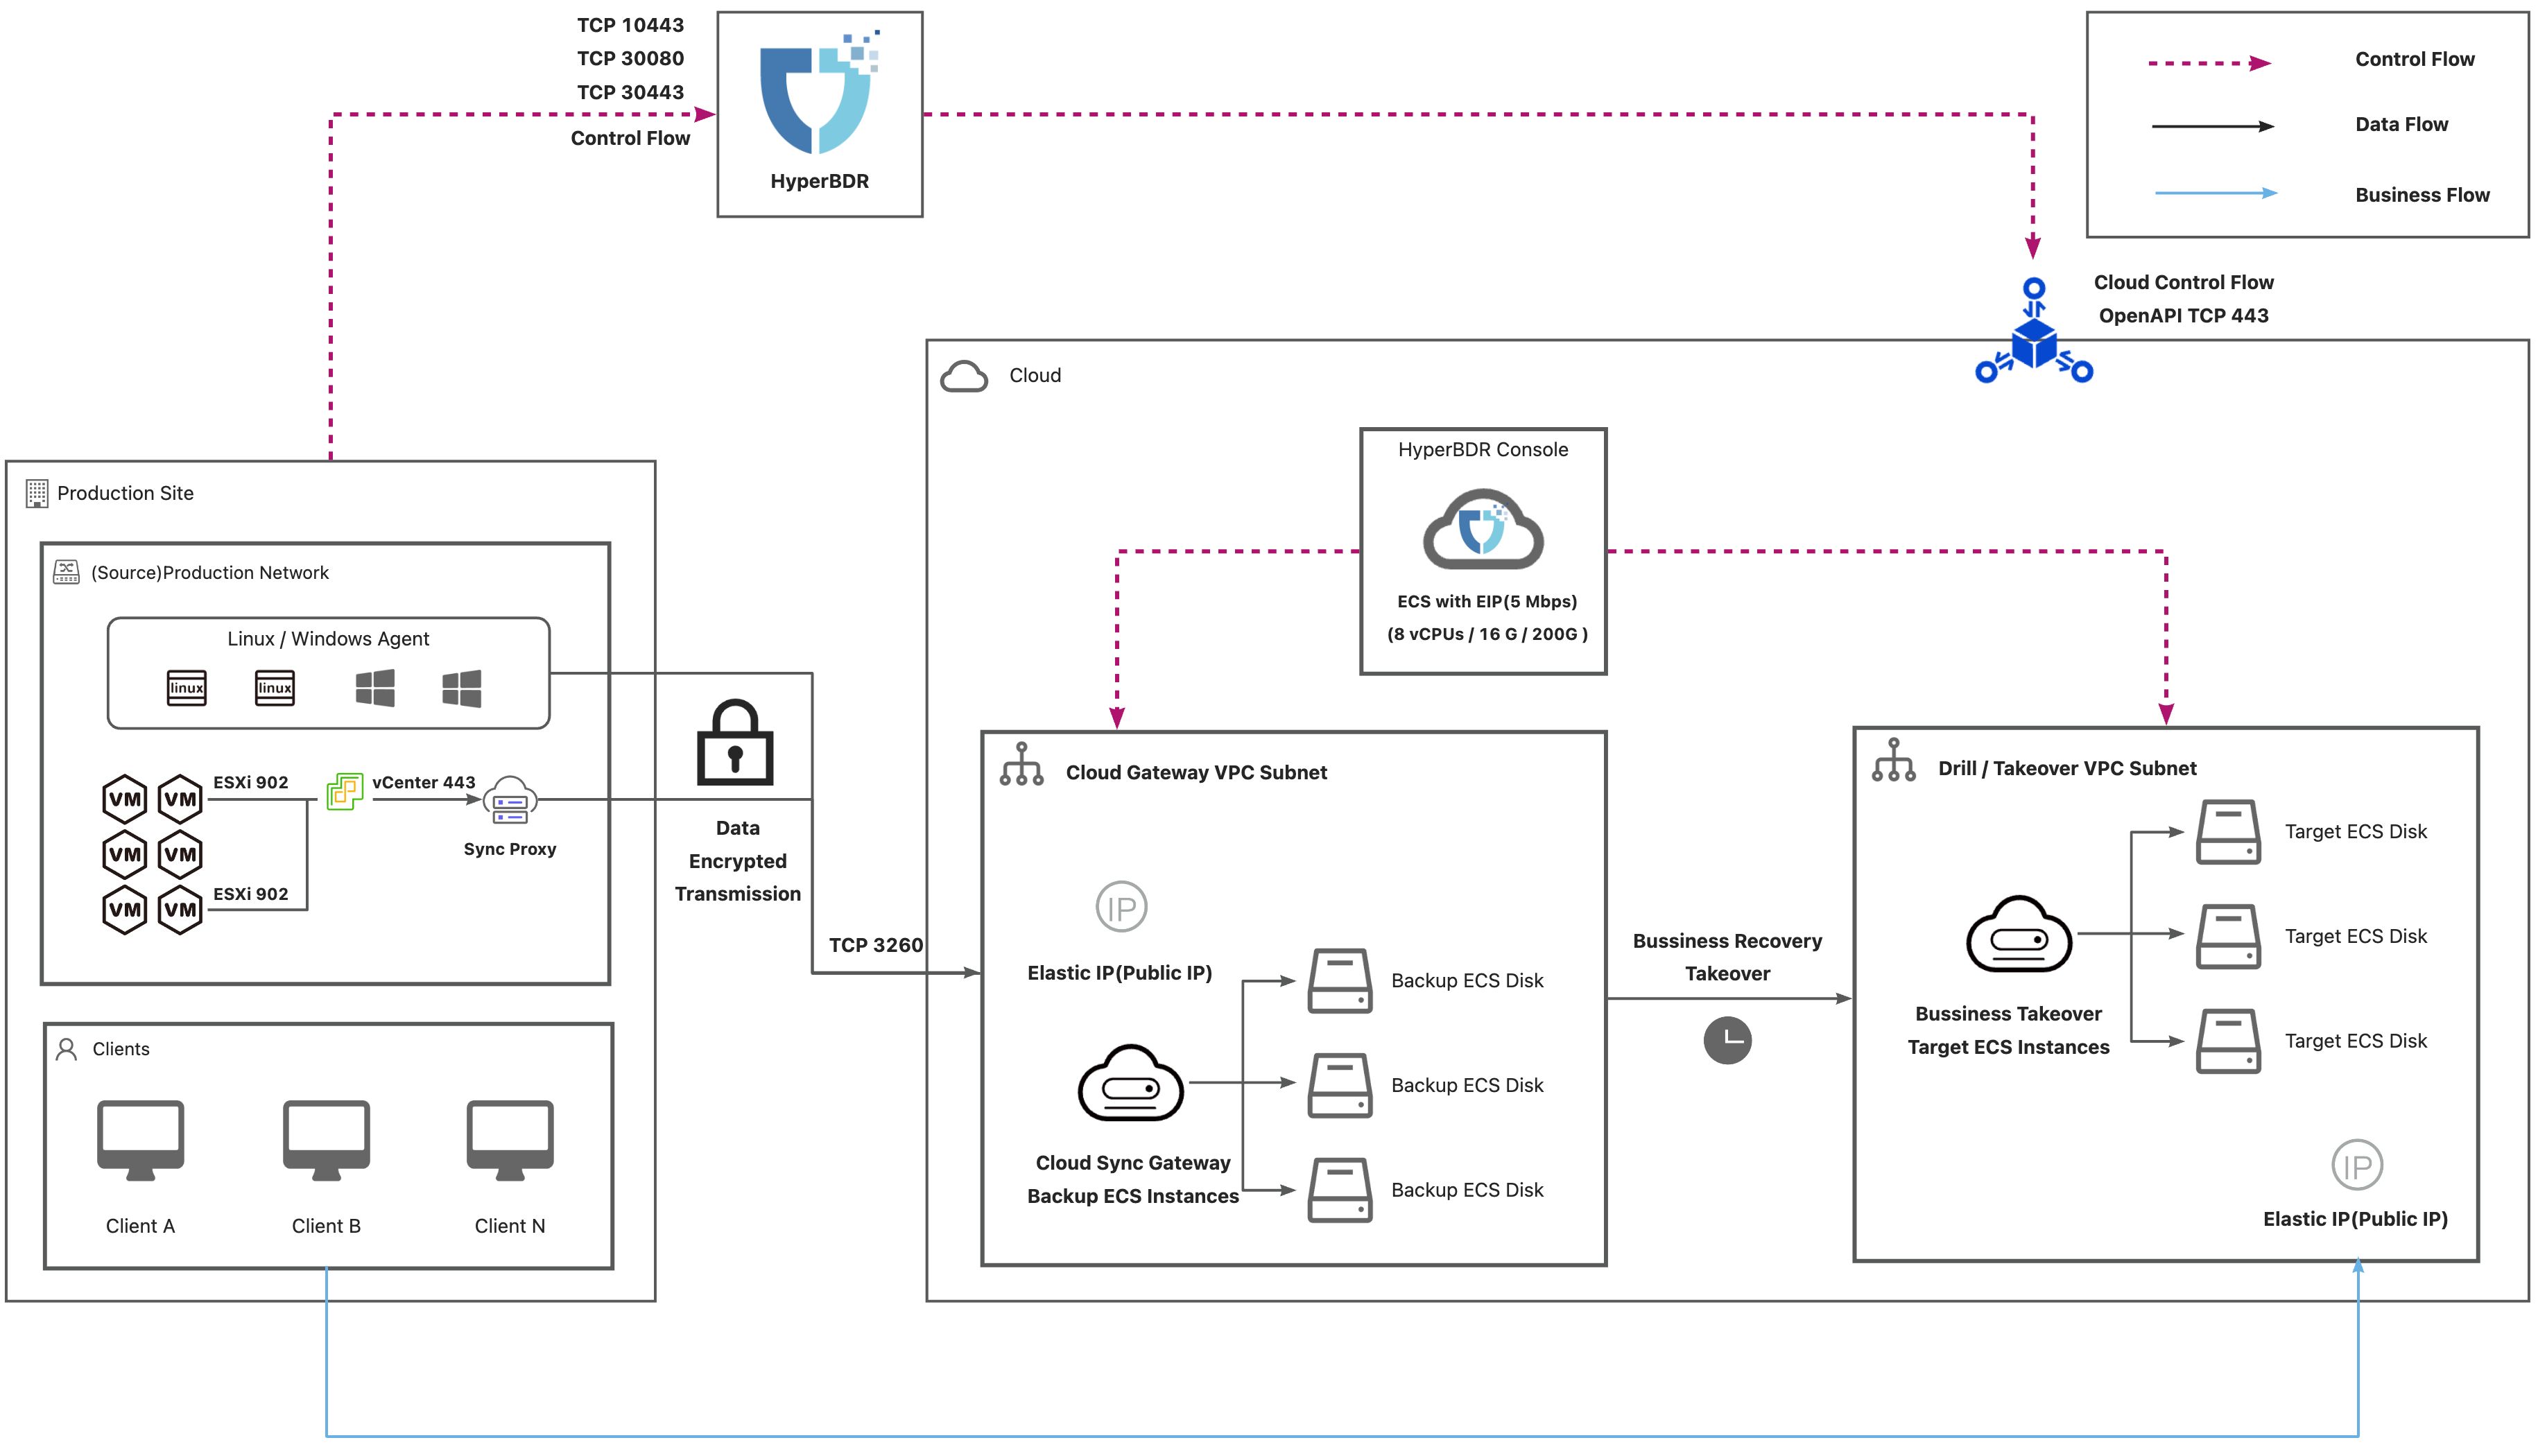 TCP 10443
TCP 30080
TCP 30443
Control Flow
HyperBDR
Control Flow
Data Flow
Business Flow
Cloud Control Flow
OpenAPI TCP 443
Cloud
HyperBDR Console
ECS with EIP(5 Mbps)
(8 vCPUs / 16 G / 200G )
Production Site
(Source)Production Network
Linux / Windows Agent
linux
linux
VM
VM
ESXi 902
vCenter 443
Sync Proxy
VM
VM
VM
VM
ESXi 902
Data
Encrypted
Transmission
TCP 3260
Clients
Client A
Client B
Client N
Cloud Gateway VPC Subnet
IP
Elastic IP(Public IP)
Cloud Sync Gateway
Backup ECS Instances
Backup ECS Disk
Backup ECS Disk
Backup ECS Disk
Bussiness Recovery
Takeover
Drill / Takeover VPC Subnet
Bussiness Takeover
Target ECS Instances
Target ECS Disk
Target ECS Disk
Target ECS Disk
IP
Elastic IP(Public IP)